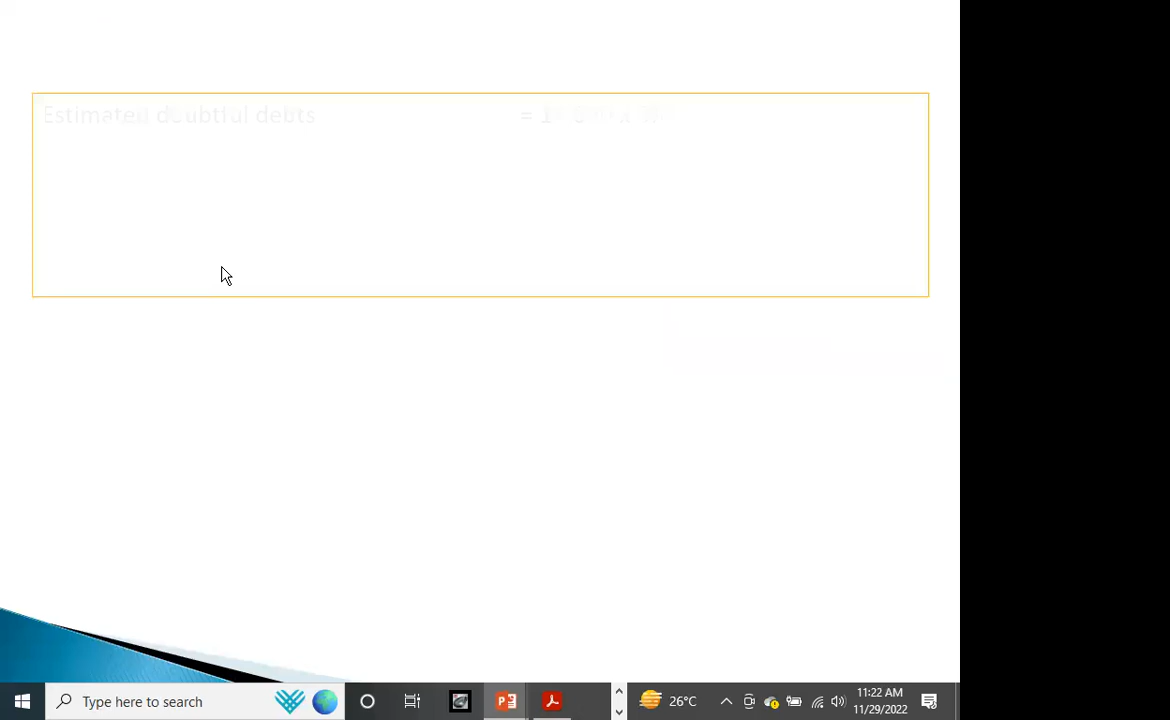 Estimated doubtful debts =
Type here to search
26°C
11:22 AM
11/29/2022